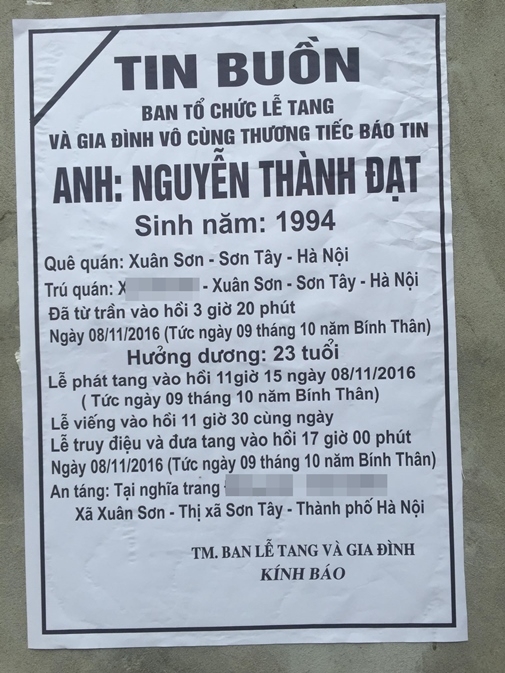 TIN BUỒN
BAN TỔ CHỨC LỄ TANG
VÀ GIA ĐÌNH VÔ CÙNG THƯƠNG TIẾC BÁO TIN
ANH: NGUYỄN THÀNH ĐẠT
Sinh năm: 1994
Quê quán: Xuân Sơn - Sơn Tây - Hà Nội
Trú quán: X - Xuân Sơn - Sơn Tây - Hà Nội
Đã từ trần vào hồi 3 giờ 20 phút
Ngày 08/11/2016 (Tức ngày 09 tháng 10 năm Bính Thân)
Hưởng dương: 23 tuổi
Lễ phát tang vào hồi 11giờ 15 ngày 08/11/2016
( Tức ngày 09 tháng 10 năm Bính Thân)
Lễ viếng vào hồi 11 giờ 30 cùng ngày
Lễ truy điệu và đưa tang vào hồi 17 giờ 00 phút
Ngày 08/11/2016 (Tức ngày 09 tháng 10 năm Bính Thân)
An táng: Tại nghĩa trang
Xã Xuân Sơn - Thị xã Sơn Tây - Thành phố Hà Nội
TM. BAN LỄ TANG VÀ GIA ĐÌNH
KÍNH BÁO